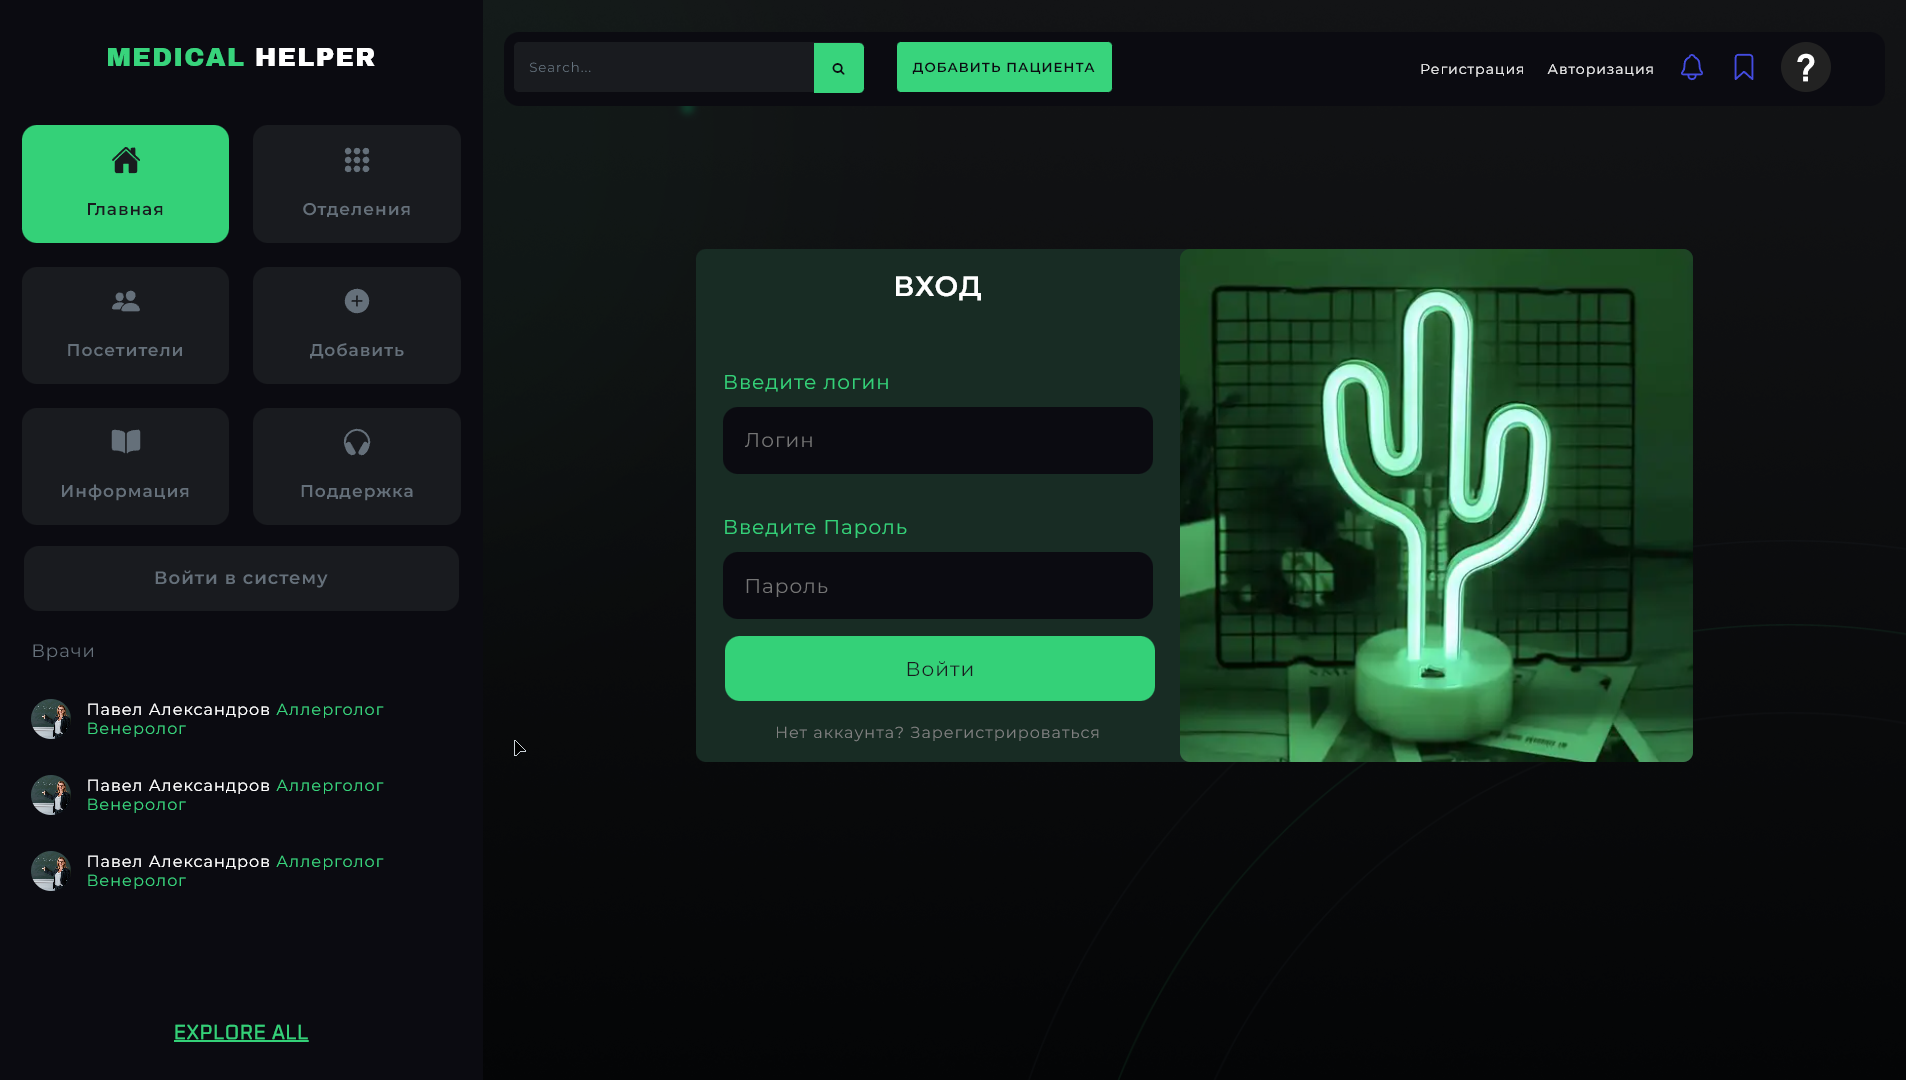 MEDICAL HELPER
Search...
ДОБАВИТЬ ПАЦИЕНТА
Регистрация
Авторизация
?
Главная
Отделения
Посетители
Добавить
Информация
Поддержка
Войти в систему
Врачи
Павел Александров Аллерголог
Венеролог
Павел Александров Аллерголог
Венеролог
Павел Александров Аллерголог
Венеролог
EXPLORE ALL
ВХОД
Введите логин
Логин
Введите Пароль
Пароль
Войти
Нет аккаунта? Зарегистрироваться